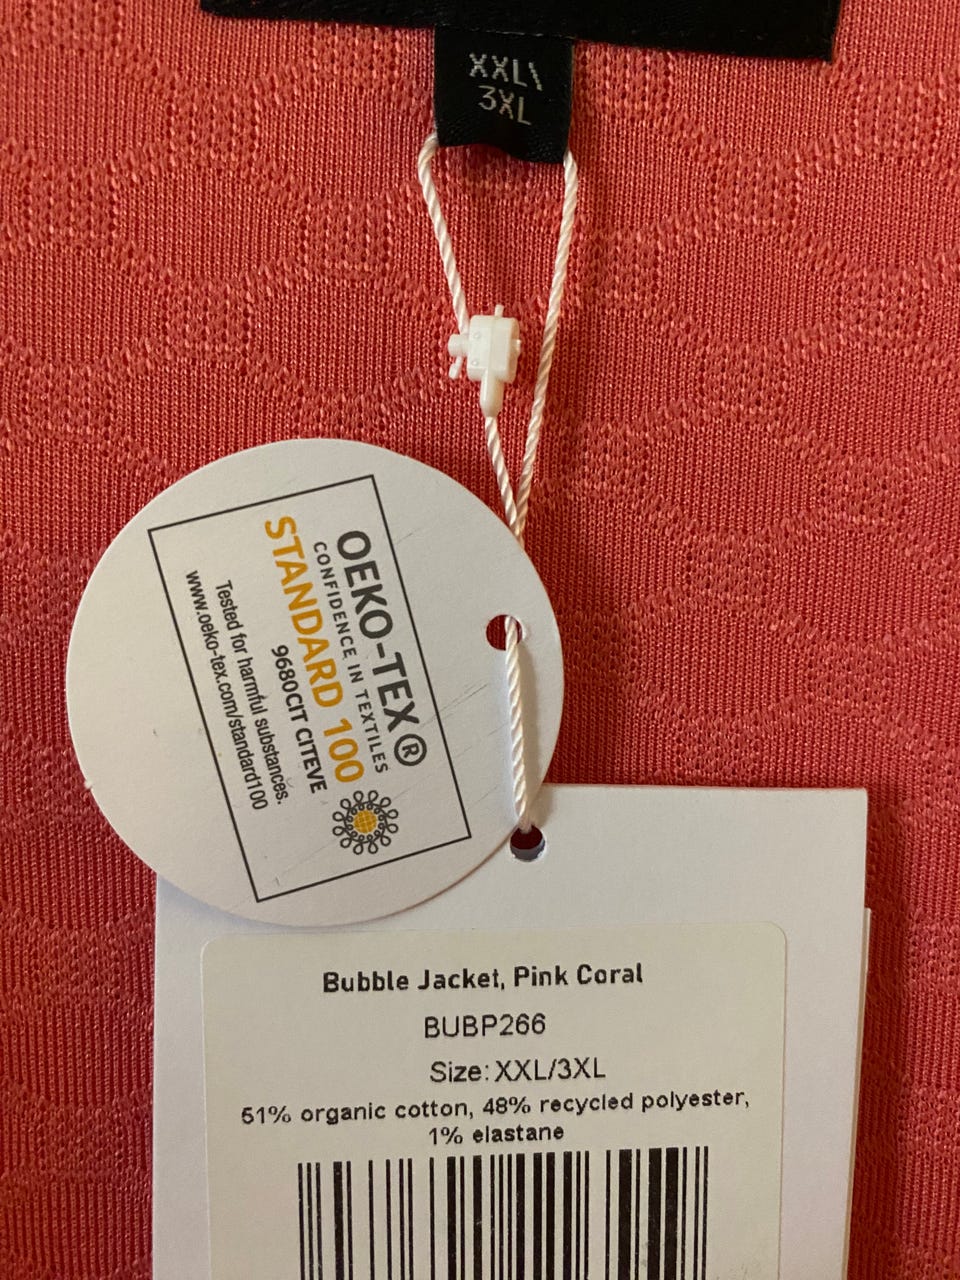 XXL\
3XL
OEKO-TEX®
CONFIDENCE IN TEXTILES
STANDARD 100
9680CIT CITEVE
Tested for harmful substances.
www.oeko-tex.com/standard100
Bubble Jacket, Pink Coral
BUBP266
Size: XXL/3XL
51% organic cotton, 48% recycled polyester,
1% elastane